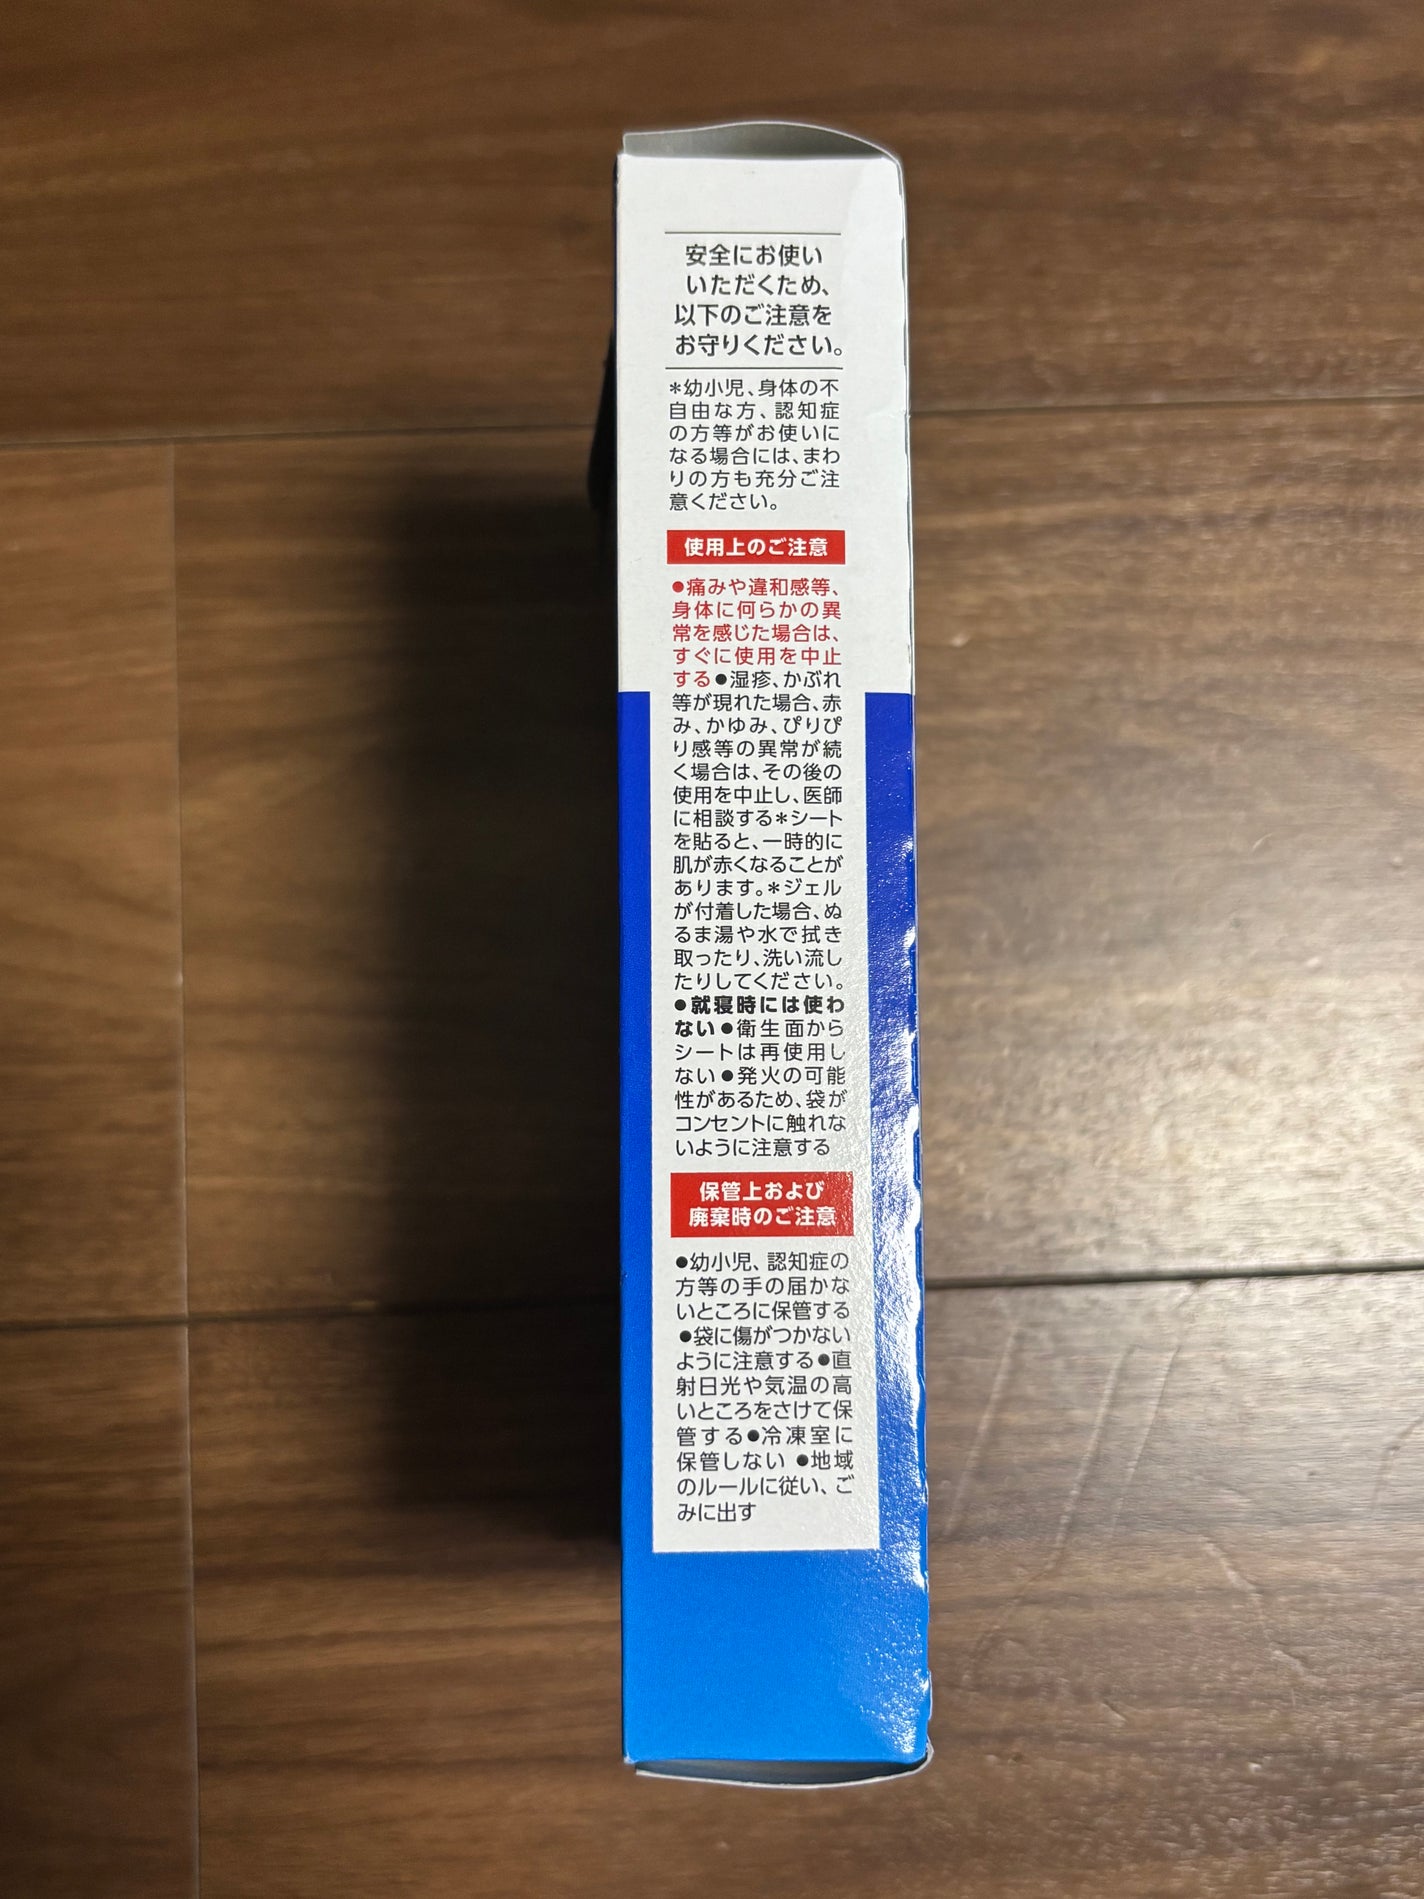 安全にお使い
いただくため、
以下のご注意を
お守りください。
＊幼小児、身体の不
自由な方、認知症
の方等がお使いに
なる場合には、まわ
りの方も充分ご注
意ください。
使用上のご注意
●痛みや違和感等、
身体に何らかの異
常を感じた場合は、
すぐに使用を中止
する●湿疹、かぶれ
等が現れた場合、赤
み、かゆみ、ぴりぴ
り感等の異常が続
く場合は、その後の
使用を中止し、医師
に相談する＊シート
を貼ると、一時的に
肌が赤くなることが
あります。＊ジェル
が付着した場合、ぬ
るま湯や水で拭き
取ったり、洗い流し
たりしてください。
●就寝時には使わ
ない●衛生面から
シートは再使用し
ない●発火の可能
性があるため、袋が
コンセントに触れな
いように注意する
保管上および
廃棄時のご注意
●幼小児、認知症の
方等の手の届かな
いところに保管する
●袋に傷がつかない
ように注意する●直
射日光や気温の高
いところをさけて保
管する●冷凍室に
保管しない ●地域
のルールに従い、ご
みに出す